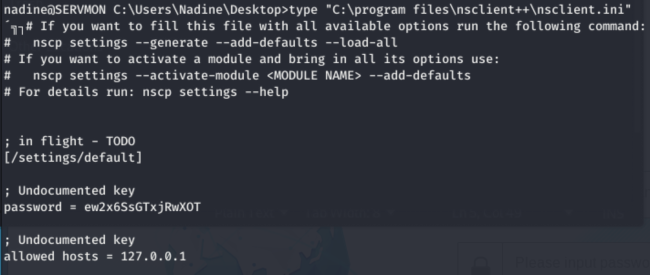 nadine@SERVMON C:\Users\Nadine\Desktop>type "C:\program files\nsclient++\nsclient.ini"
´╗┐# If you want to fill this file with all available options run the following command:
#   nscp settings --generate --add-defaults --load-all
# If you want to activate a module and bring in all its options use:
#   nscp settings --activate-module <MODULE NAME> --add-defaults
# For details run: nscp settings --help
; in flight - TODO
[/settings/default]
; Undocumented key
password = ew2x6SsGTxjRwXOT
; Undocumented key
allowed hosts = 127.0.0.1